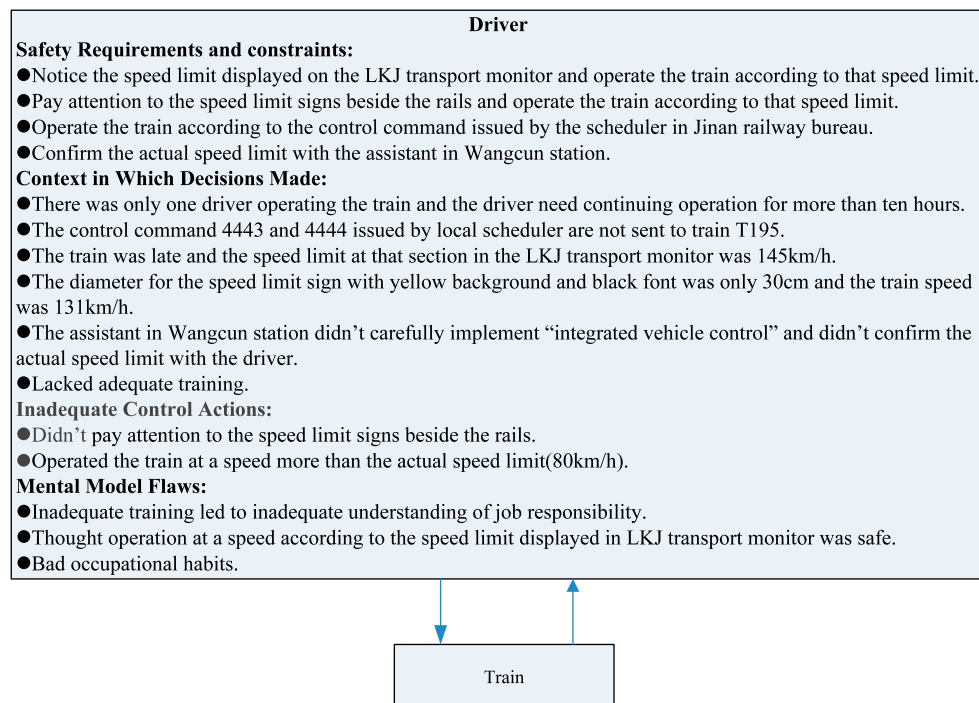 Driver
Safety Requirements and constraints:
●Notice the speed limit displayed on the LKJ transport monitor and operate the train according to that speed limit.
●Pay attention to the speed limit signs beside the rails and operate the train according to that speed limit.
●Operate the train according to the control command issued by the scheduler in Jinan railway bureau.
●Confirm the actual speed limit with the assistant in Wangcun station.
Context in Which Decisions Made:
●There was only one driver operating the train and the driver need continuing operation for more than ten hours.
●The control command 4443 and 4444 issued by local scheduler are not sent to train T195.
●The train was late and the speed limit at that section in the LKJ transport monitor was 145km/h.
●The diameter for the speed limit sign with yellow background and black font was only 30cm and the train speed
was 131km/h.
●The assistant in Wangcun station didn’t carefully implement “integrated vehicle control” and didn’t confirm the
actual speed limit with the driver.
●Lacked adequate training.
Inadequate Control Actions:
●Didn’t pay attention to the speed limit signs beside the rails.
●Operated the train at a speed more than the actual speed limit(80km/h).
Mental Model Flaws:
●Inadequate training led to inadequate understanding of job responsibility.
●Thought operation at a speed according to the speed limit displayed in LKJ transport monitor was safe.
●Bad occupational habits.
Train